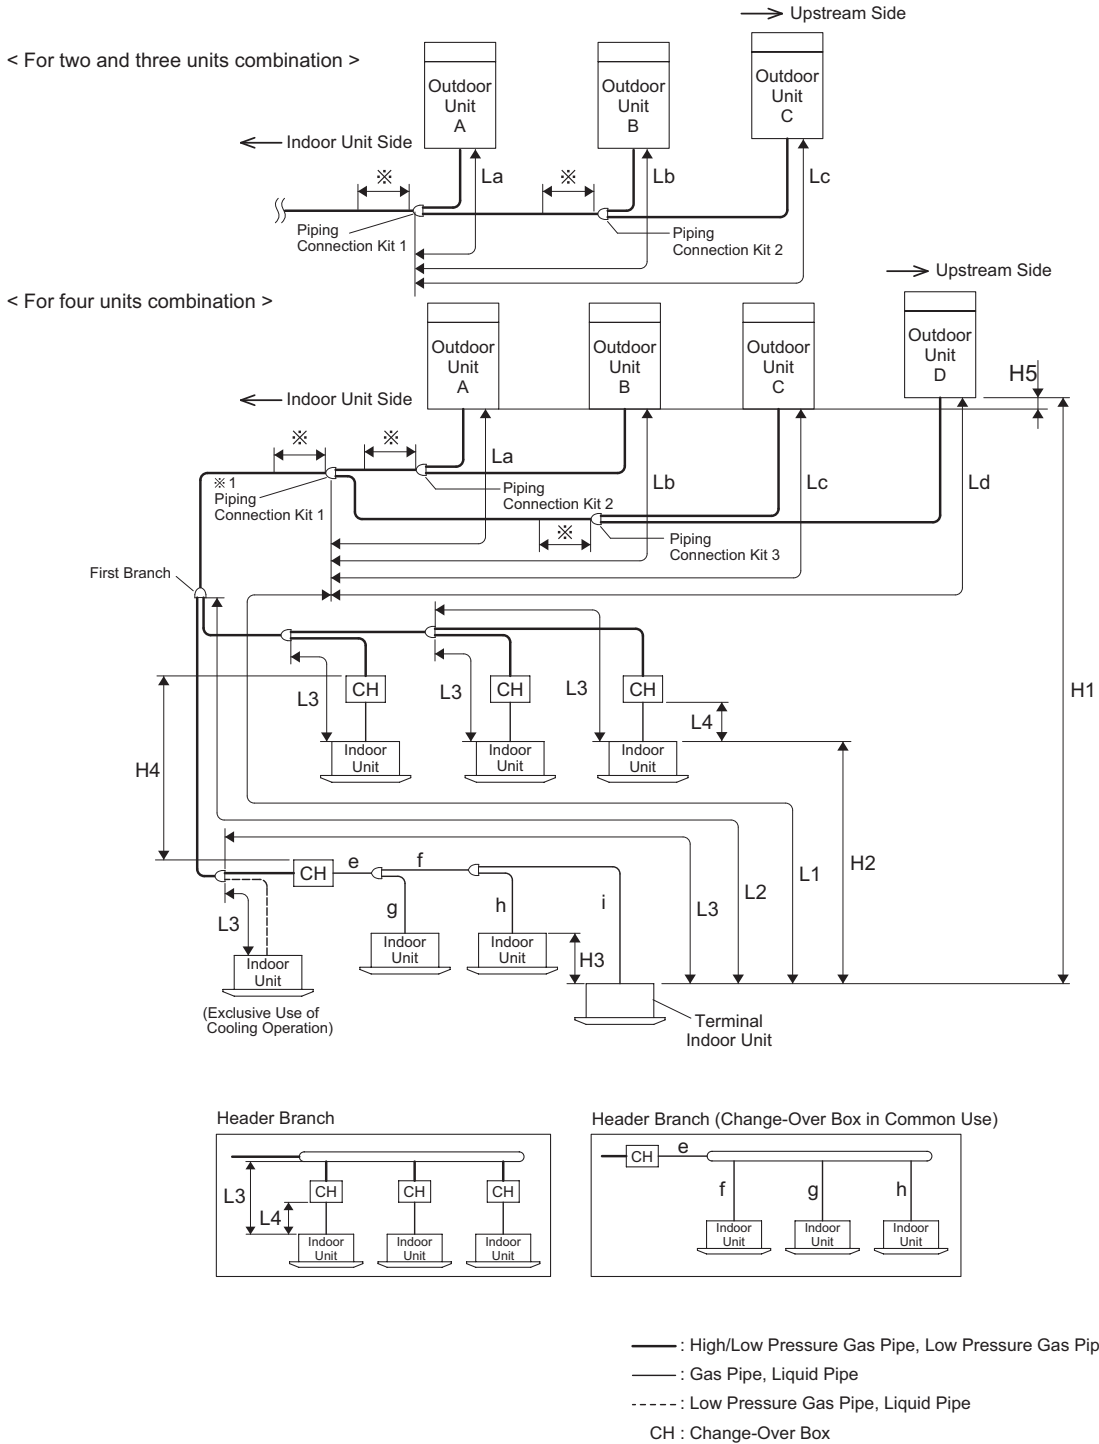 Upstream Side
< For two and three units combination >
Outdoor
Unit
A
Outdoor
Unit
B
Outdoor
Unit
C
Indoor Unit Side
※
La
※
Lb
Lc
Piping
Connection Kit 1
Piping
Connection Kit 2
Upstream Side
< For four units combination >
Outdoor
Unit
A
Outdoor
Unit
B
Outdoor
Unit
C
Outdoor
Unit
D
H5
Indoor Unit Side
※
※
La
Lb
Lc
Ld
※1
Piping
Connection Kit 1
Piping
Connection Kit 2
※
Piping
Connection Kit 3
First Branch
CH
CH
CH
L3
L3
L3
L4
H1
Indoor
Unit
Indoor
Unit
Indoor
Unit
H4
H2
CH
e
f
g
h
i
L3
L2
L1
L3
Indoor
Unit
Indoor
Unit
Indoor
Unit
H3
(Exclusive Use of
Cooling Operation)
Terminal
Indoor Unit
Header Branch
CH
CH
CH
L3
L4
Indoor
Unit
Indoor
Unit
Indoor
Unit
Header Branch (Change-Over Box in Common Use)
CH
e
f
g
h
Indoor
Unit
Indoor
Unit
Indoor
Unit
: High/Low Pressure Gas Pipe, Low Pressure Gas Pip
: Gas Pipe, Liquid Pipe
: Low Pressure Gas Pipe, Liquid Pipe
CH : Change-Over Box